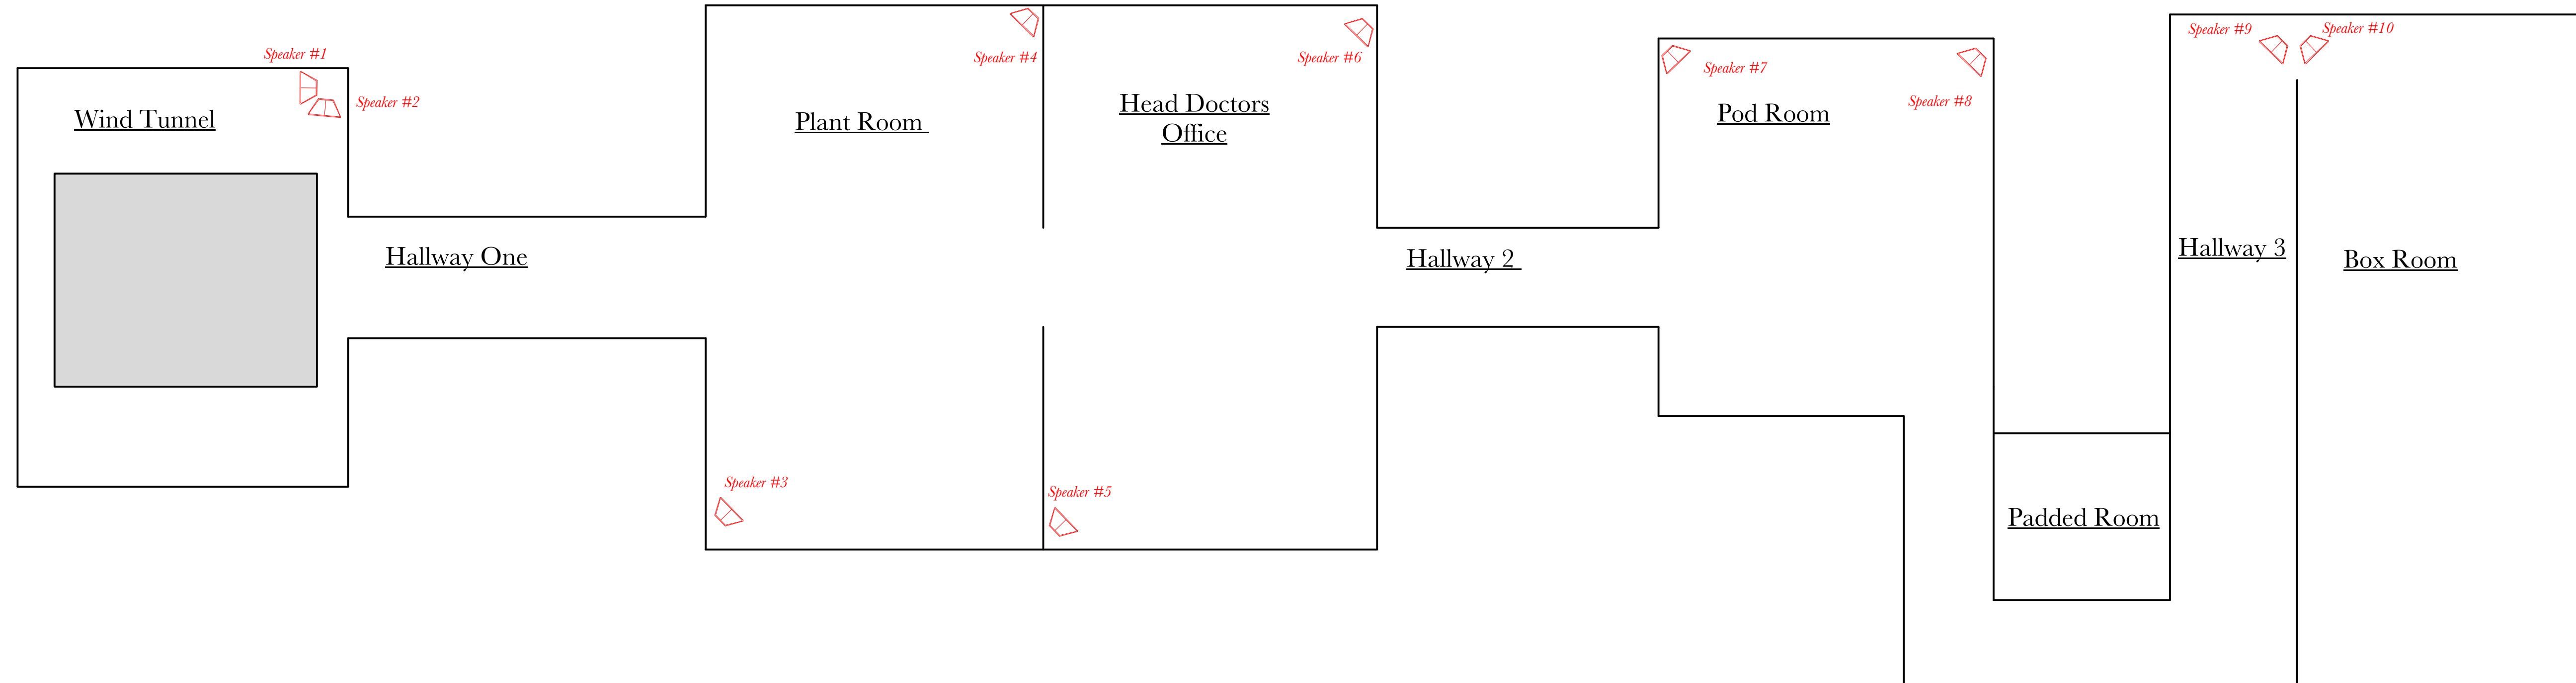 Speaker #1
Speaker #2
Wind Tunnel
Hallway One
Plant Room
Speaker #3
Speaker #4
Head Doctors
Office
Speaker #5
Speaker #6
Hallway 2
Speaker #7
Pod Room
Speaker #8
Padded Room
Speaker #9
Hallway 3
Speaker #10
Box Room